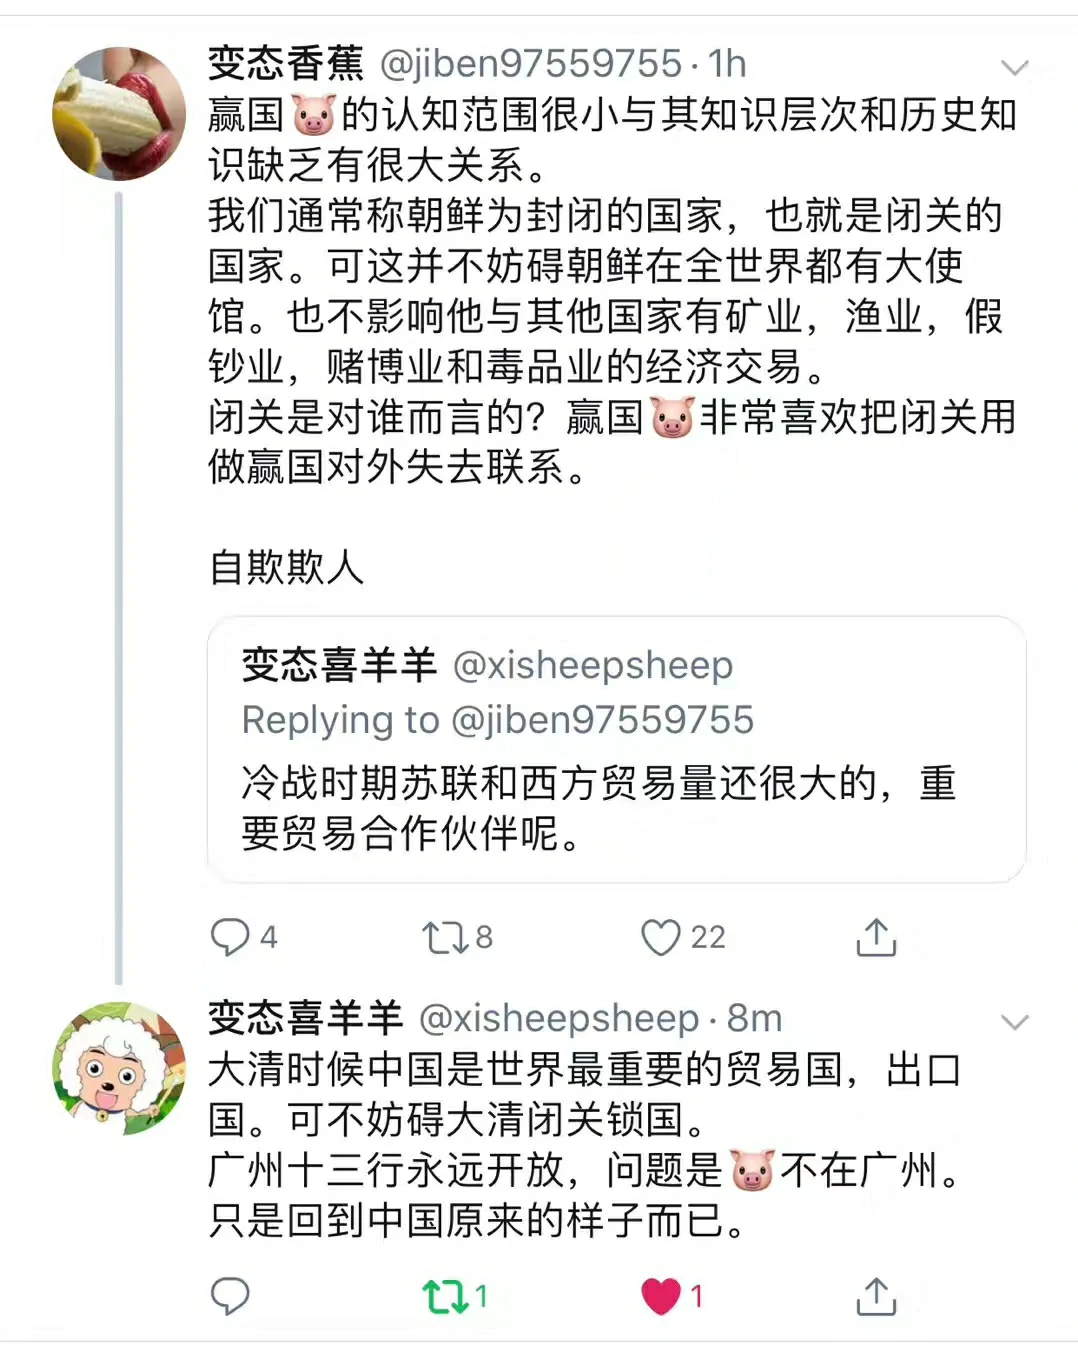 变态香蕉 @jiben97559755 · 1h
赢国🐷的认知范围很小与其知识层次和历史知
识缺乏有很大关系。
我们通常称朝鲜为封闭的国家，也就是闭关的
国家。可这并不妨碍朝鲜在全世界都有大使
馆。也不影响他与其他国家有矿业，渔业，假
钞业，赌博业和毒品业的经济交易。
闭关是对谁而言的？赢国🐷非常喜欢把闭关用
做赢国对外失去联系。
自欺欺人
变态喜羊羊 @xisheepsheep
Replying to @jiben97559755
冷战时期苏联和西方贸易量还很大的，重
要贸易合作伙伴呢。
4 8 22
变态喜羊羊 @xisheepsheep · 8m
大清时候中国是世界最重要的贸易国，出口
国。可不妨碍大清闭关锁国。
广州十三行永远开放，问题是🐷不在广州。
只是回到中国原来的样子而已。
1 1